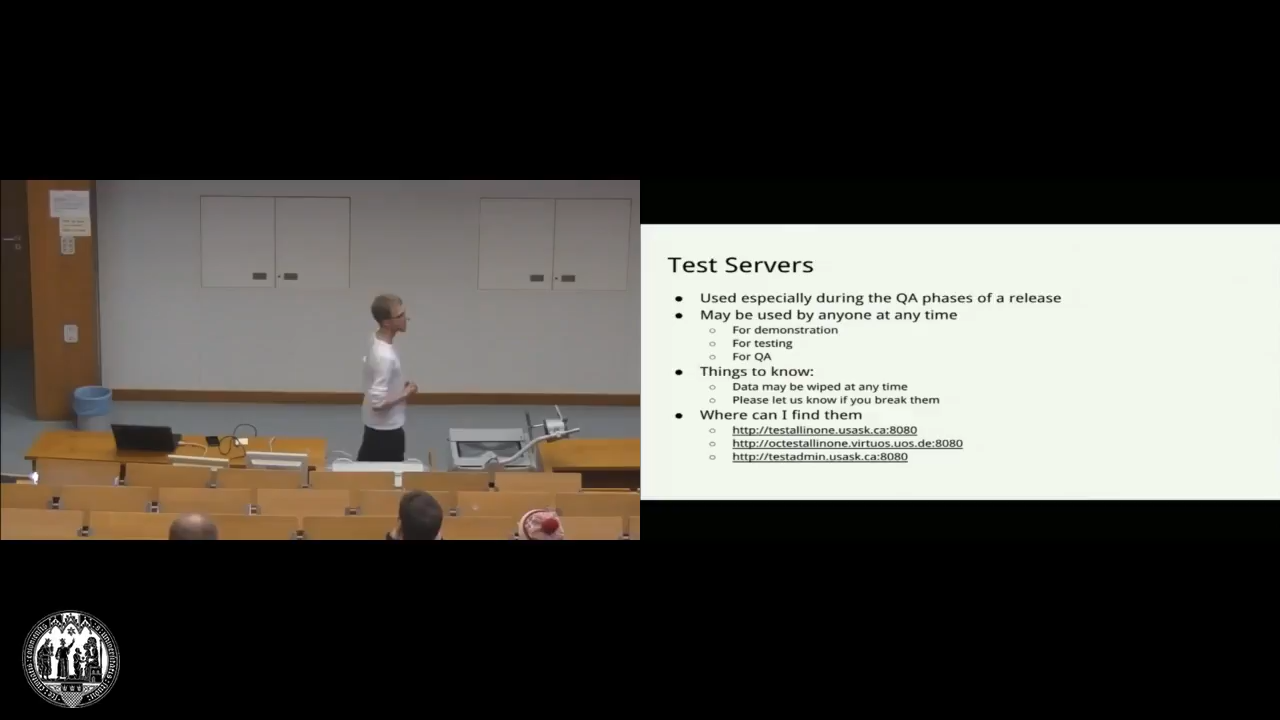 Test Servers
● Used especially during the QA phases of a release
● May be used by anyone at any time
○ For demonstration
○ For testing
○ For QA
● Things to know:
○ Data may be wiped at any time
○ Please let us know if you break them
● Where can I find them
○ http://testallinone.usask.ca:8080
○ http://octestallinone.virtuos.uos.de:8080
○ http://testadmin.usask.ca:8080